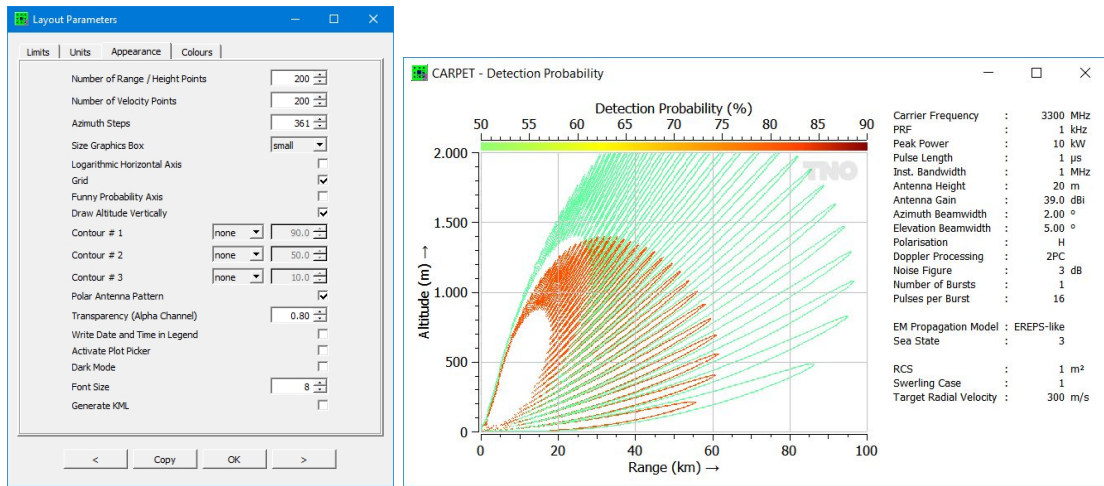 Layout Parameters
Limits Units Appearance Colours
Number of Range / Height Points 200
Number of Velocity Points 200
Azimuth Steps 361
Size Graphics Box small
Logarithmic Horizontal Axis
Grid
Funny Probability Axis
Draw Altitude Vertically
Contour # 1 none 90.0
Contour # 2 none 50.0
Contour # 3 none 10.0
Polar Antenna Pattern
Transparency (Alpha Channel) 0.80
Write Date and Time in Legend
Activate Plot Picker
Dark Mode
Font Size 8
Generate KML
< Copy OK >
CARPET - Detection Probability
Detection Probability (%)
50 55 60 63 65 70 75 80 85 88 90
TNO
2.000
1.500
1.000
500
0
Altitude (m) →
0 20 40 60 80 100
Range (km) →
Carrier Frequency : 3300 MHz
PRF : 1 kHz
Peak Power : 10 kW
Pulse Length : 1 µs
Inst. Bandwidth : 1 MHz
Antenna Height : 20 m
Antenna Gain : 39.0 dBi
Azimuth Beamwidth : 2.00 º
Elevation Beamwidth : 5.00 º
Polarisation : H
Doppler Processing : 2PC
Noise Figure : 3 dB
Number of Bursts : 1
Pulses per Burst : 16
EM Propagation Model : EREPS-like
Sea State : 3
RCS : 1 m²
Swerling Case : 1
Target Radial Velocity : 300 m/s